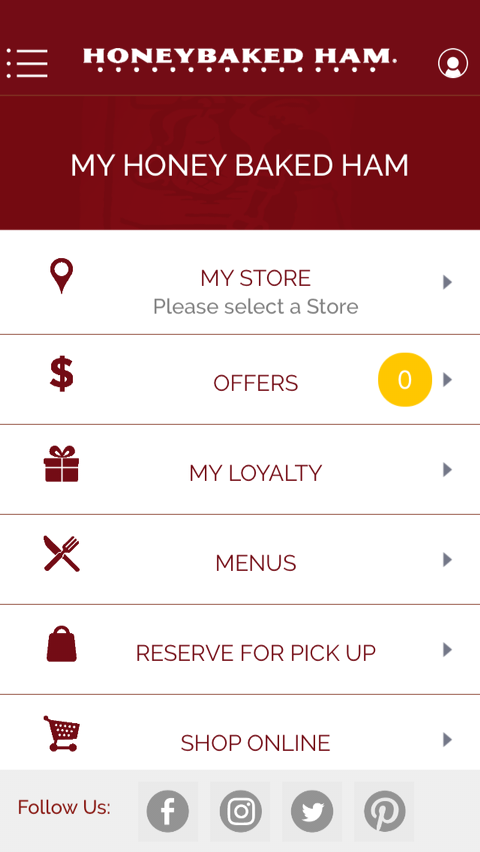 HONEYBAKED HAM.
MY HONEY BAKED HAM
MY STORE
Please select a Store
OFFERS
0
MY LOYALTY
MENUS
RESERVE FOR PICK UP
SHOP ONLINE
Follow Us: